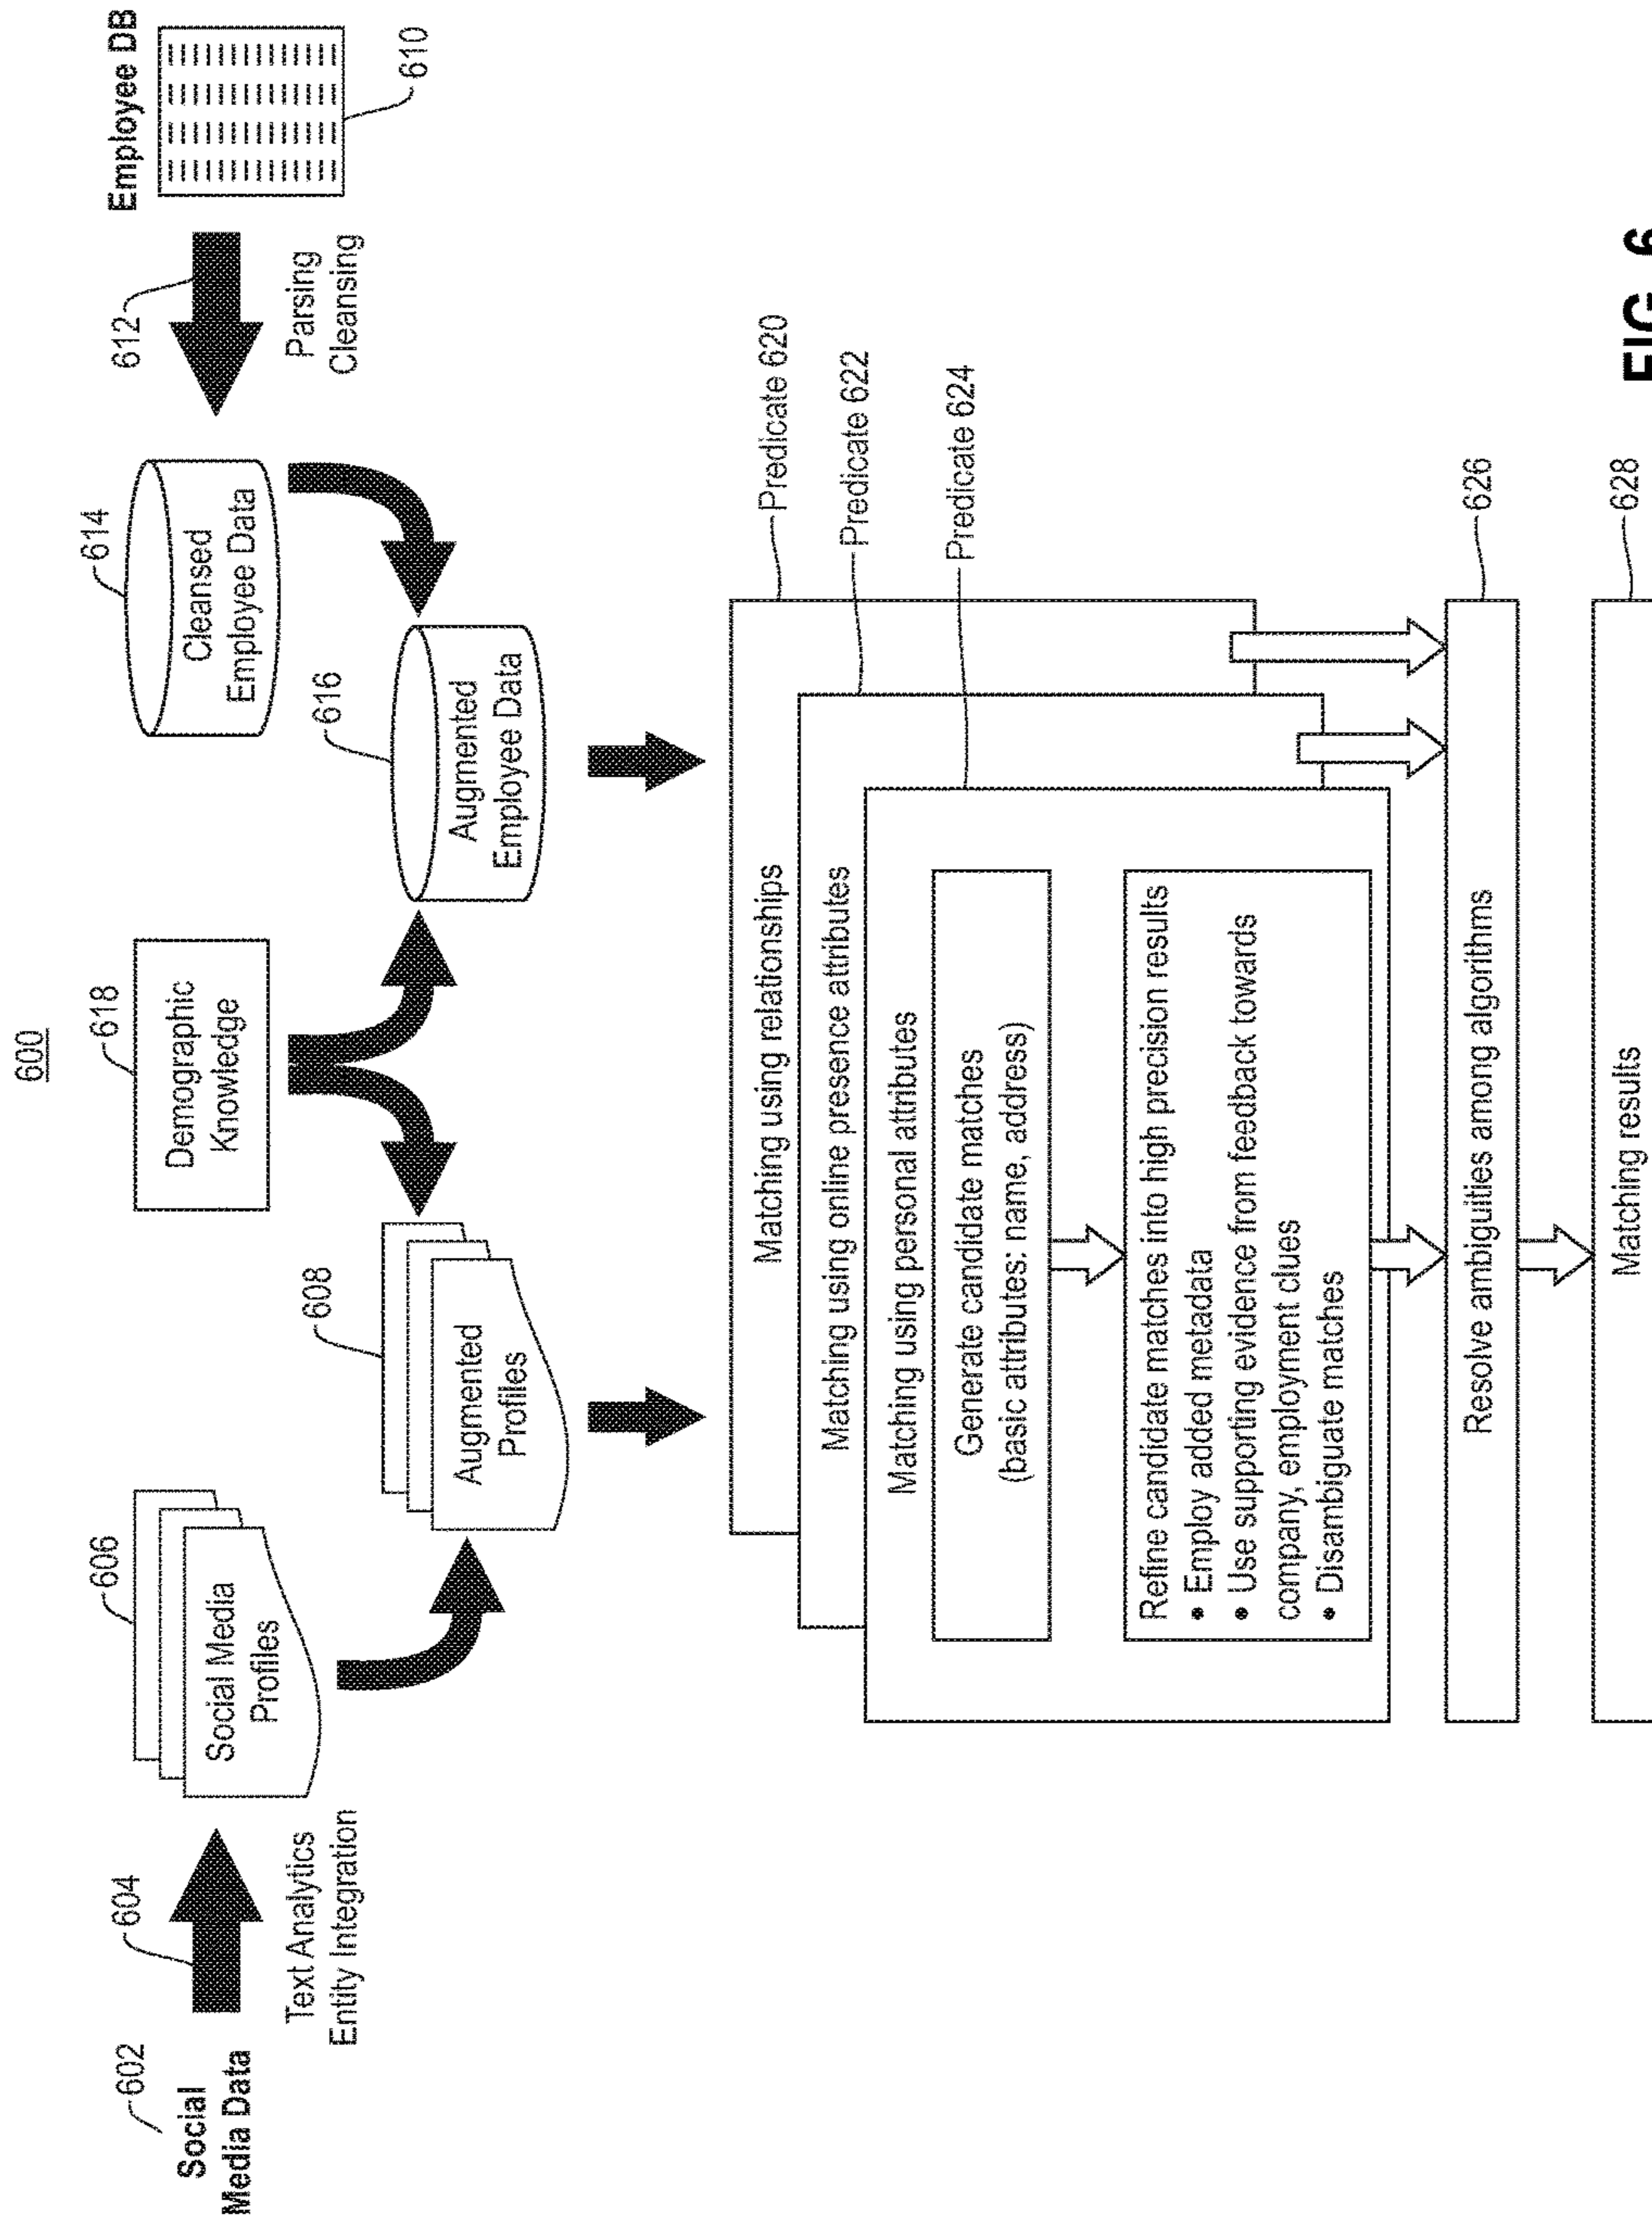 600
602
Social
Media Data
604
Text Analytics
Entity Integration
606
Social Media
Profiles
608
Augmented
Profiles
618
Demographic
Knowledge
616
Augmented
Employee Data
614
Cleansed
Employee Data
612
Parsing
Cleansing
Employee DB
610
Matching using relationships
Predicate 620
Matching using online presence attributes
Predicate 622
Matching using personal attributes
Predicate 624
Generate candidate matches
(basic attributes: name, address)
Refine candidate matches into high precision results
• Employ added metadata
• Use supporting evidence from feedback towards
company, employment clues
• Disambiguate matches
Resolve ambiguities among algorithms
626
Matching results
628
FIG. 6